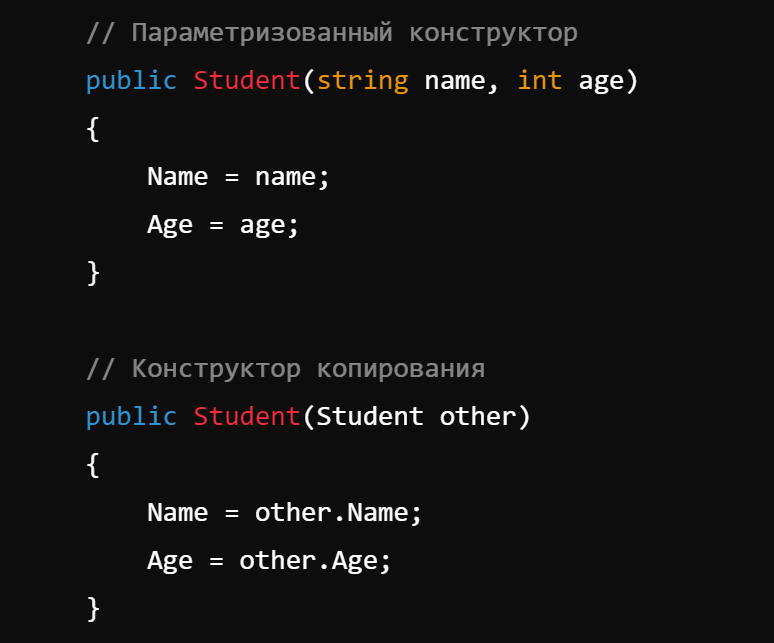 // Параметризованный конструктор
public Student(string name, int age)
{
    Name = name;
    Age = age;
}

// Конструктор копирования
public Student(Student other)
{
    Name = other.Name;
    Age = other.Age;
}